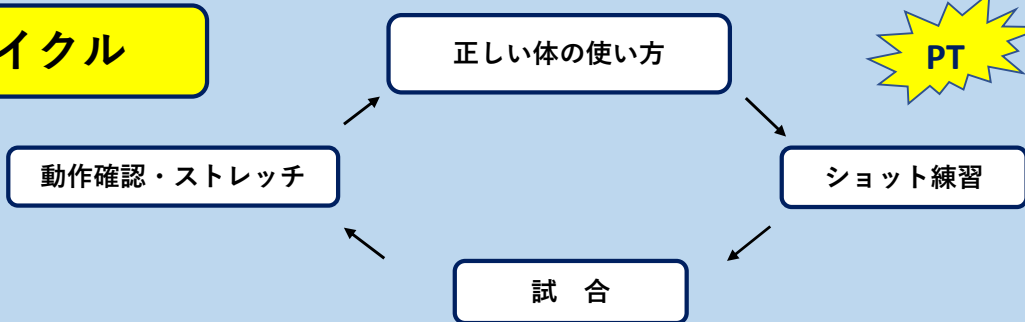 イクル
正しい体の使い方
PT
動作確認・ストレッチ
ショット練習
試　合